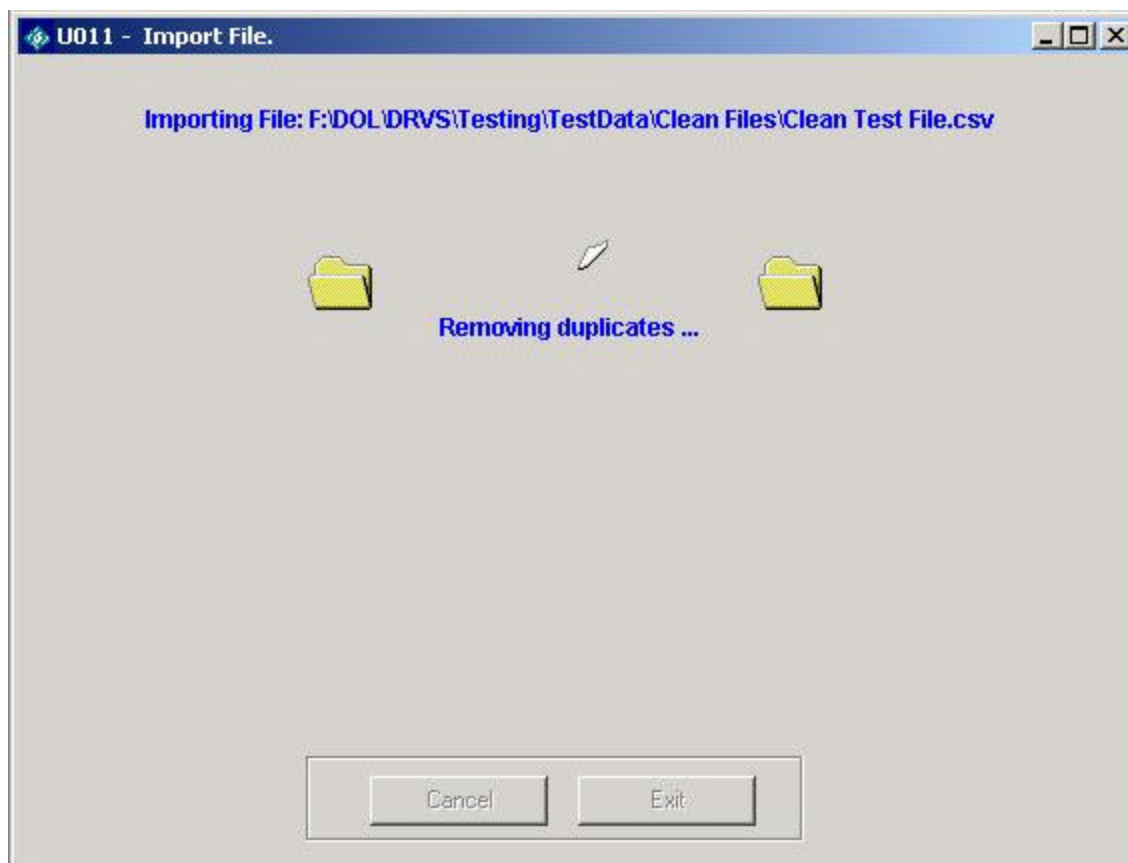 U011 - Import File.
Importing File: F:\DOL\DRVS\Testing\TestData\Clean Files\Clean Test File.csv
Removing duplicates ...
Cancel Exit